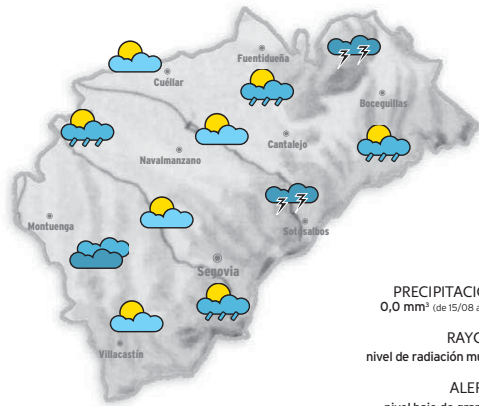 Fuentidueña
Cuéllar
Boceguillas
Cantalejo
Navalmanzano
Montuenga
Sotosalbos
Segovia
Villacastín
PRECIPITACIO
0,0 mm³ (de 15/08 a
RAYO
nivel de radiación mu
ALER